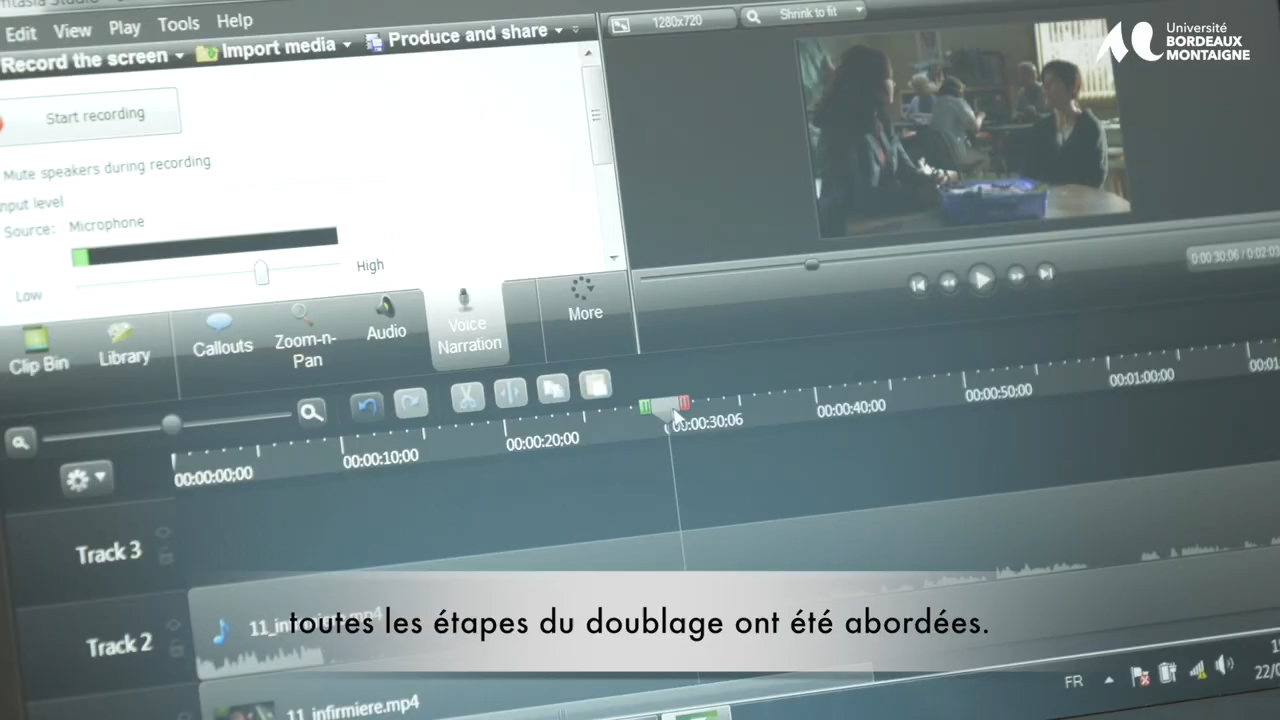 Edit View Play Tools Help
Record the screen Import media Produce and share
1280x720 Shrink to fit
Université
BORDEAUX
MONTAIGNE
Start recording
Mute speakers during recording
Source: Microphone
Low High
0:00:30;06
Clip Bin Library Callouts Zoom-n-Pan Audio Voice Narration More
00:00:00;00 00:00:10;00 00:00:20;00 00:00:30;06 00:00:40;00 00:00:50;00 00:01:00;00
Track 3
Track 2
toutes les étapes du doublage ont été abordées.
11_infirmiere.mp4
FR